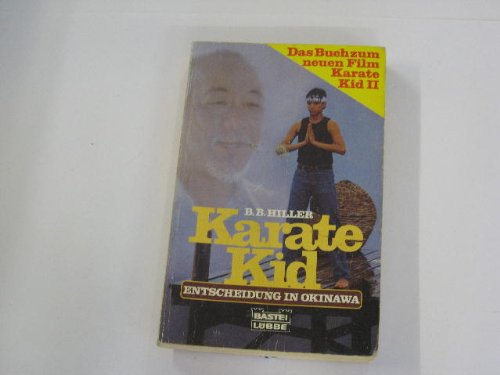 Das Buch zum
neuen Film
Karate
Kid II
B. B. HILLER
Karate
Kid
ENTSCHEIDUNG IN OKINAWA
BASTEI
LÜBBE